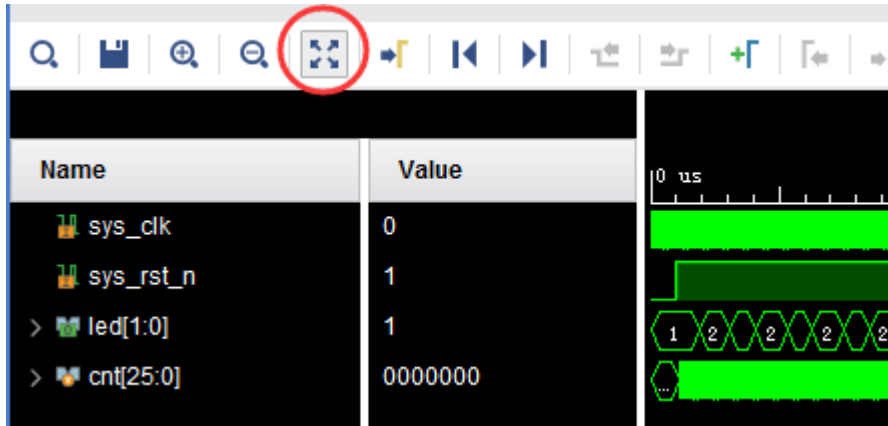 Name Value
0 us
sys_clk 0
sys_rst_n 1
led[1:0] 1 1 2 2 2 2
cnt[25:0] 0000000 ...